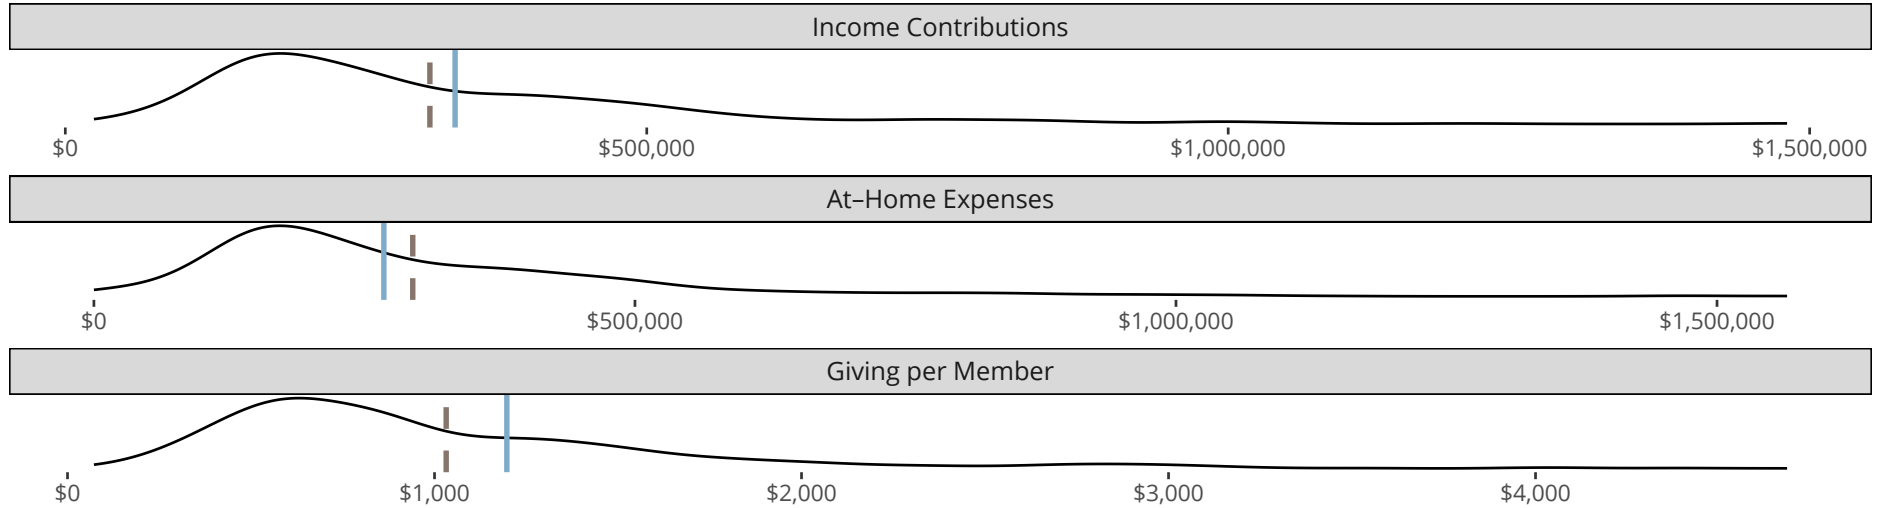 Income Contributions
$0 $500,000 $1,000,000 $1,500,000
At–Home Expenses
$0 $500,000 $1,000,000 $1,500,000
Giving per Member
$0 $1,000 $2,000 $3,000 $4,000